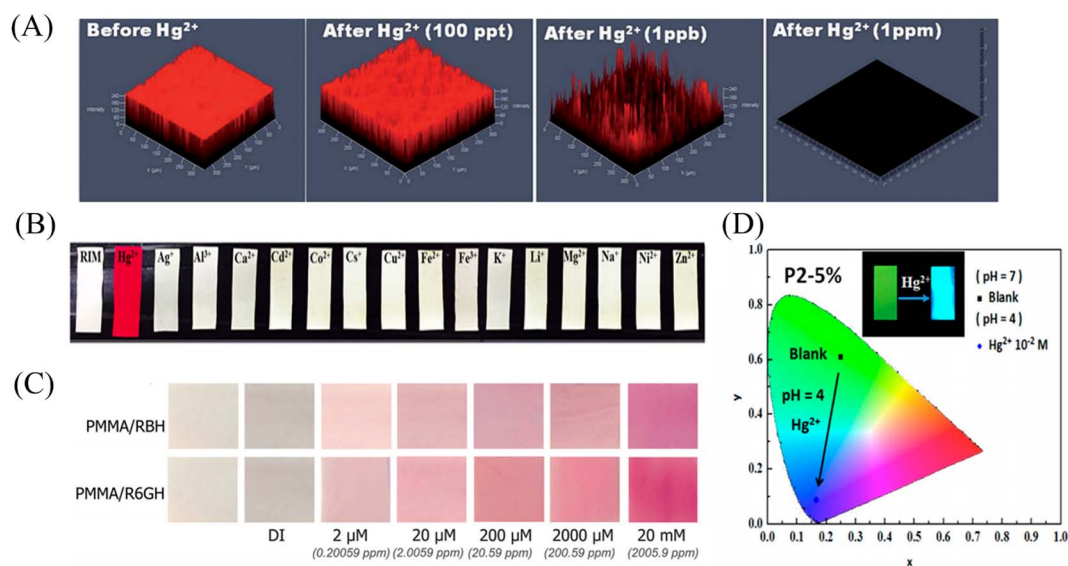 (A)
Before Hg²⁺
After Hg²⁺ (100 ppt)
After Hg²⁺ (1ppb)
After Hg²⁺ (1ppm)
(B)
RIM Hg²⁺ Ag⁺ Al³⁺ Ca²⁺ Cd²⁺ Co²⁺ Cs⁺ Cu²⁺ Fe²⁺ Fe³⁺ K⁺ Li⁺ Mg²⁺ Na⁺ Ni²⁺ Zn²⁺
(C)
PMMA/RBH
PMMA/R6GH
DI 2 µM 20 µM 200 µM 2000 µM 20 mM
(0.20059 ppm) (2.0059 ppm) (20.59 ppm) (200.59 ppm) (2005.9 ppm)
(D)
P2-5%
Hg²⁺
( pH = 7 )
Blank
( pH = 4 )
Hg²⁺ 10⁻² M
Blank
pH = 4
Hg²⁺
y
1.0
0.8
0.6
0.4
0.2
0.0
0.0 0.1 0.2 0.3 0.4 0.5 0.6 0.7 0.8 0.9 1.0
x